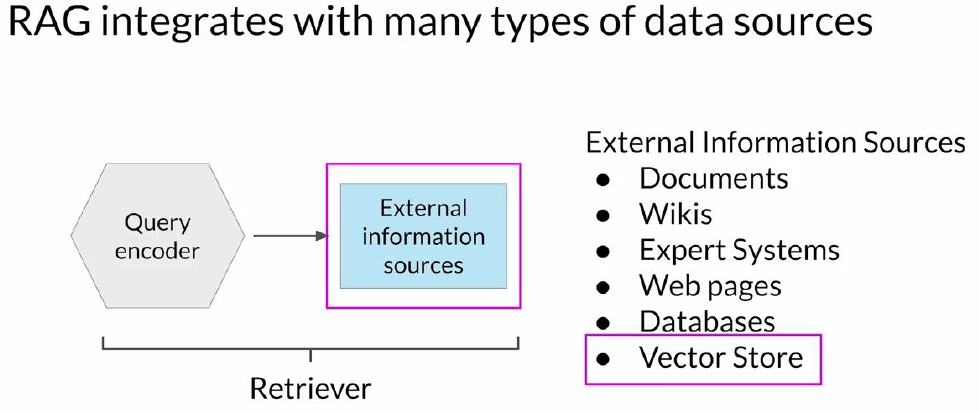 RAG integrates with many types of data sources
Query
encoder
External
information
sources
Retriever
External Information Sources
● Documents
● Wikis
● Expert Systems
● Web pages
● Databases
● Vector Store